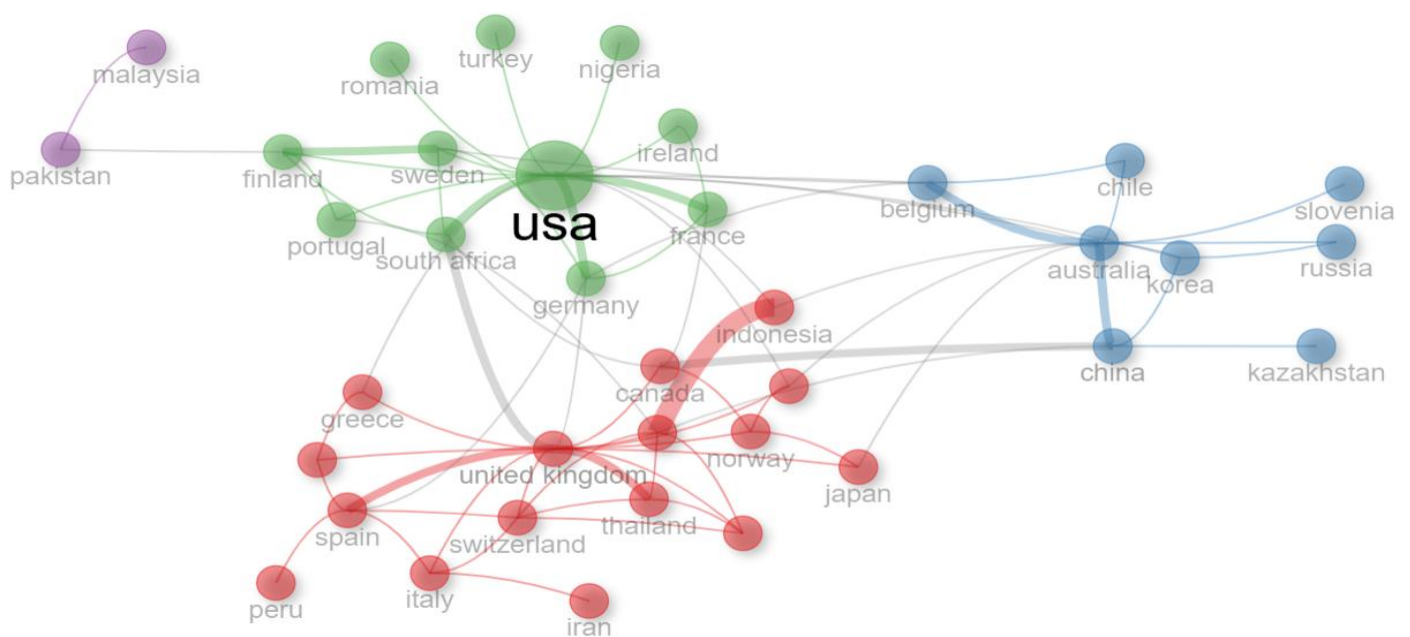 turkey
nigeria
malaysia
romania
ireland
pakistan
finland
sweden
usa
belgium
chile
slovenia
portugal
south africa
france
australia
korea
russia
germany
indonesia
canada
china
kazakhstan
greece
united kingdom
norway
japan
spain
switzerland
thailand
peru
italy
iran